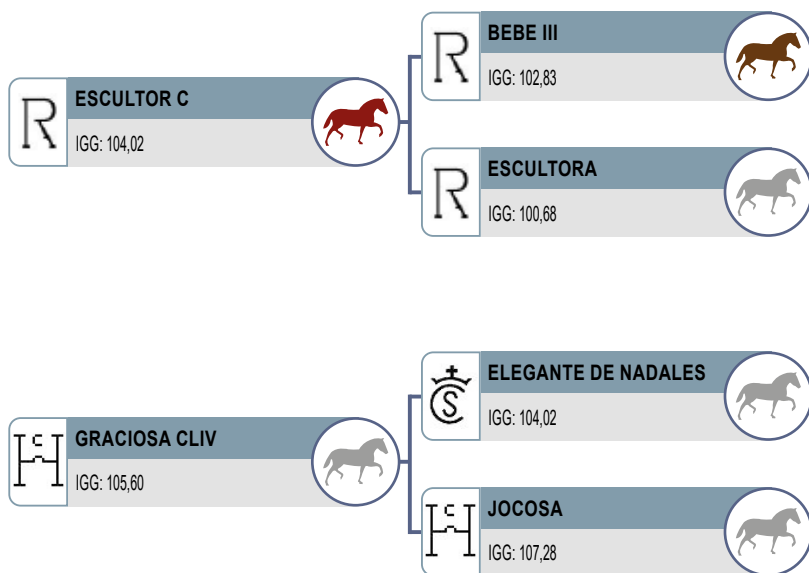 BEBE III
IGG: 102,83
ESCULTOR C
IGG: 104,02
ESCULTORA
IGG: 100,68
ELEGANTE DE NADALES
IGG: 104,02
GRACIOSA CLIV
IGG: 105,60
JOCOSA
IGG: 107,28